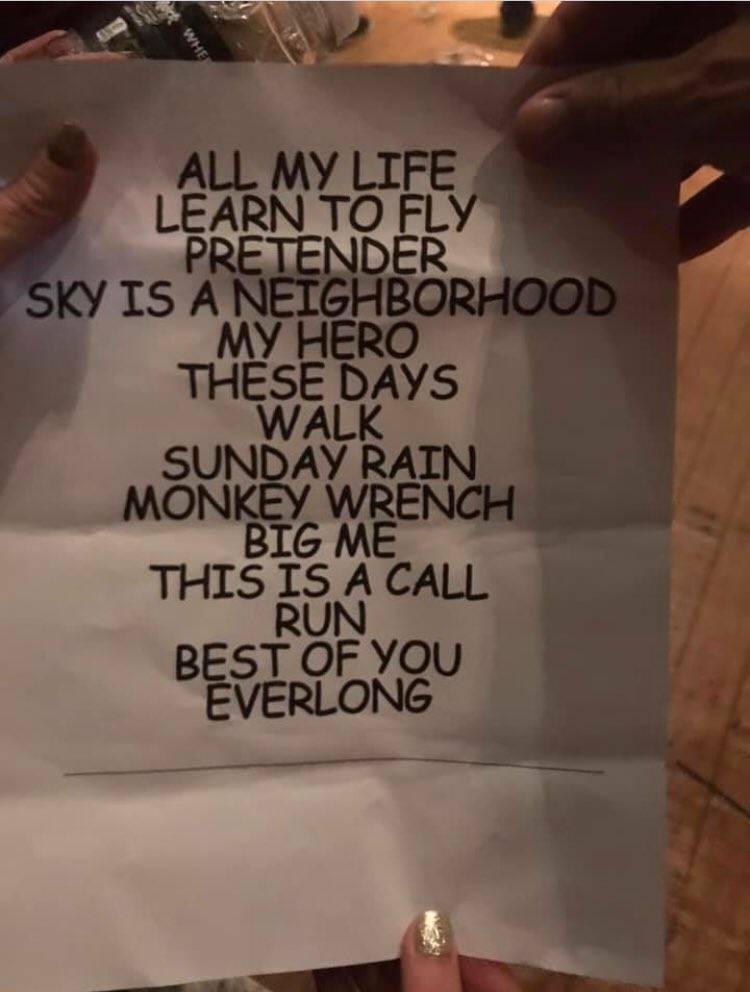 WHE
ALL MY LIFE
LEARN TO FLY
PRETENDER
SKY IS A NEIGHBORHOOD
MY HERO
THESE DAYS
WALK
SUNDAY RAIN
MONKEY WRENCH
BIG ME
THIS IS A CALL
RUN
BEST OF YOU
EVERLONG